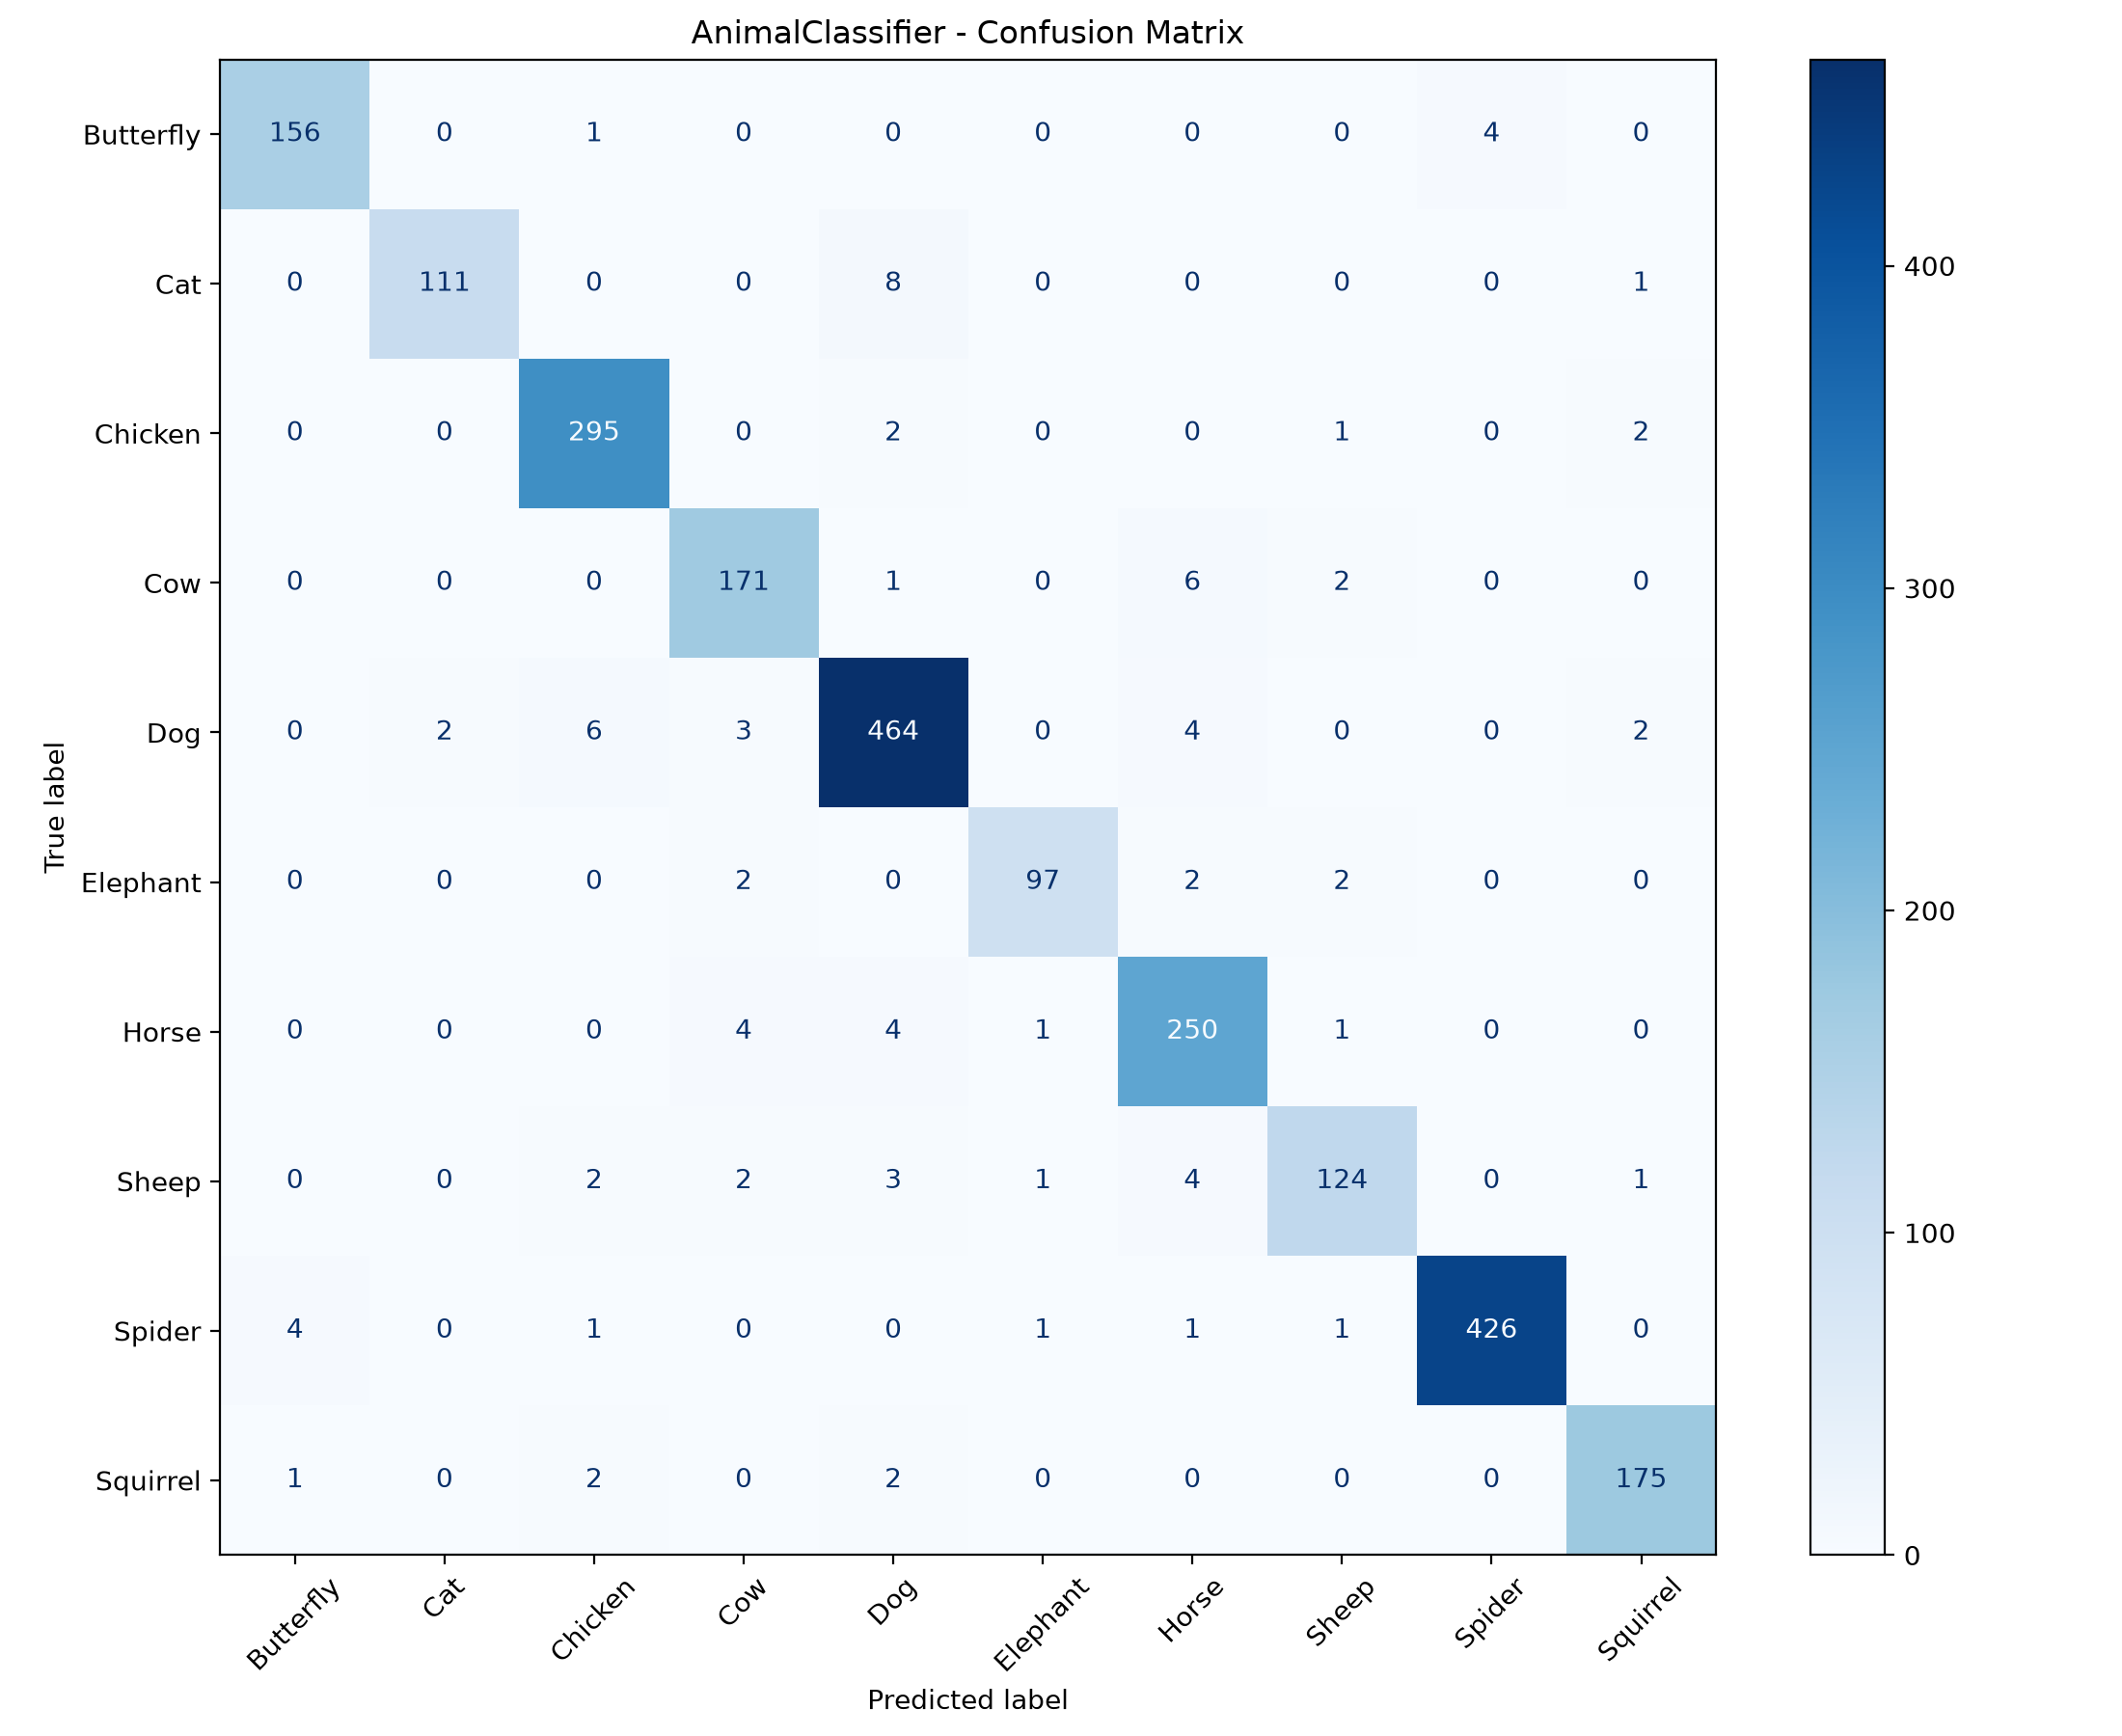 AnimalClassifier - Confusion Matrix
Butterfly 156 0 1 0 0 0 0 0 4 0
Cat 0 111 0 0 8 0 0 0 0 1
Chicken 0 0 295 0 2 0 0 1 0 2
Cow 0 0 0 171 1 0 6 2 0 0
Dog 0 2 6 3 464 0 4 0 0 2
Elephant 0 0 0 2 0 97 2 2 0 0
Horse 0 0 0 4 4 1 250 1 0 0
Sheep 0 0 2 2 3 1 4 124 0 1
Spider 4 0 1 0 0 1 1 1 426 0
Squirrel 1 0 2 0 2 0 0 0 0 175
True label
Butterfly Cat Chicken Cow Dog Elephant Horse Sheep Spider Squirrel
Predicted label
400
300
200
100
0